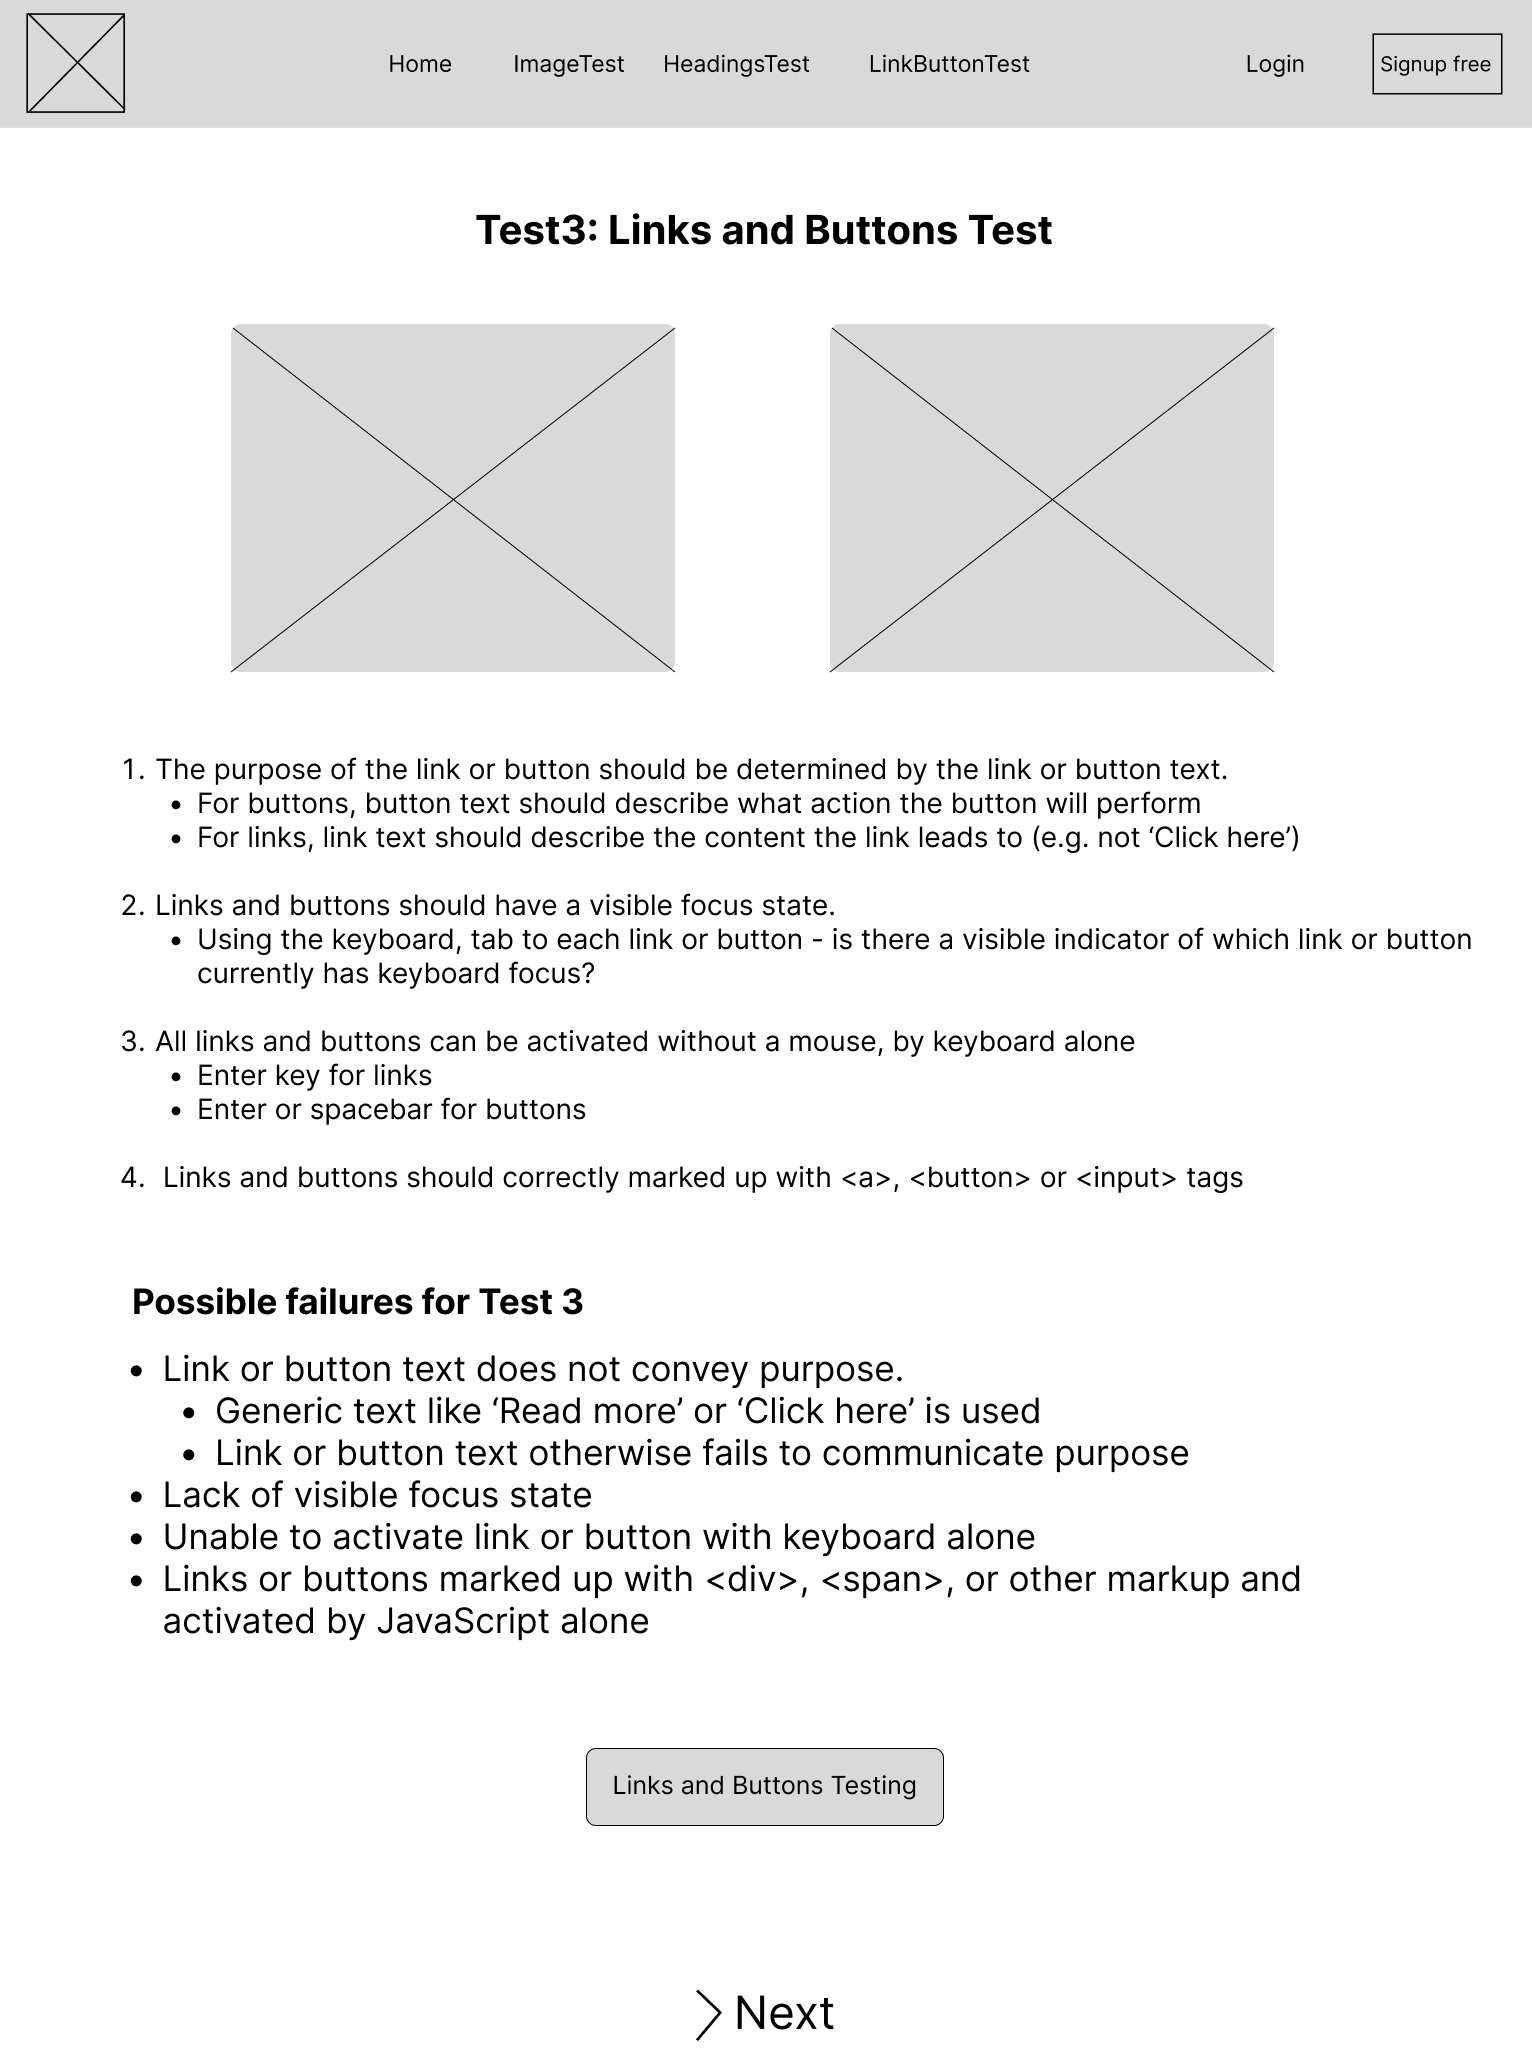 Home ImageTest HeadingsTest LinkButtonTest Login Signup free
Test3: Links and Buttons Test
1. The purpose of the link or button should be determined by the link or button text.
• For buttons, button text should describe what action the button will perform
• For links, link text should describe the content the link leads to (e.g. not ‘Click here’)
2. Links and buttons should have a visible focus state.
• Using the keyboard, tab to each link or button - is there a visible indicator of which link or button
currently has keyboard focus?
3. All links and buttons can be activated without a mouse, by keyboard alone
• Enter key for links
• Enter or spacebar for buttons
4. Links and buttons should correctly marked up with <a>, <button> or <input> tags
Possible failures for Test 3
• Link or button text does not convey purpose.
• Generic text like ‘Read more’ or ‘Click here’ is used
• Link or button text otherwise fails to communicate purpose
• Lack of visible focus state
• Unable to activate link or button with keyboard alone
• Links or buttons marked up with <div>, <span>, or other markup and
activated by JavaScript alone
Links and Buttons Testing
Next